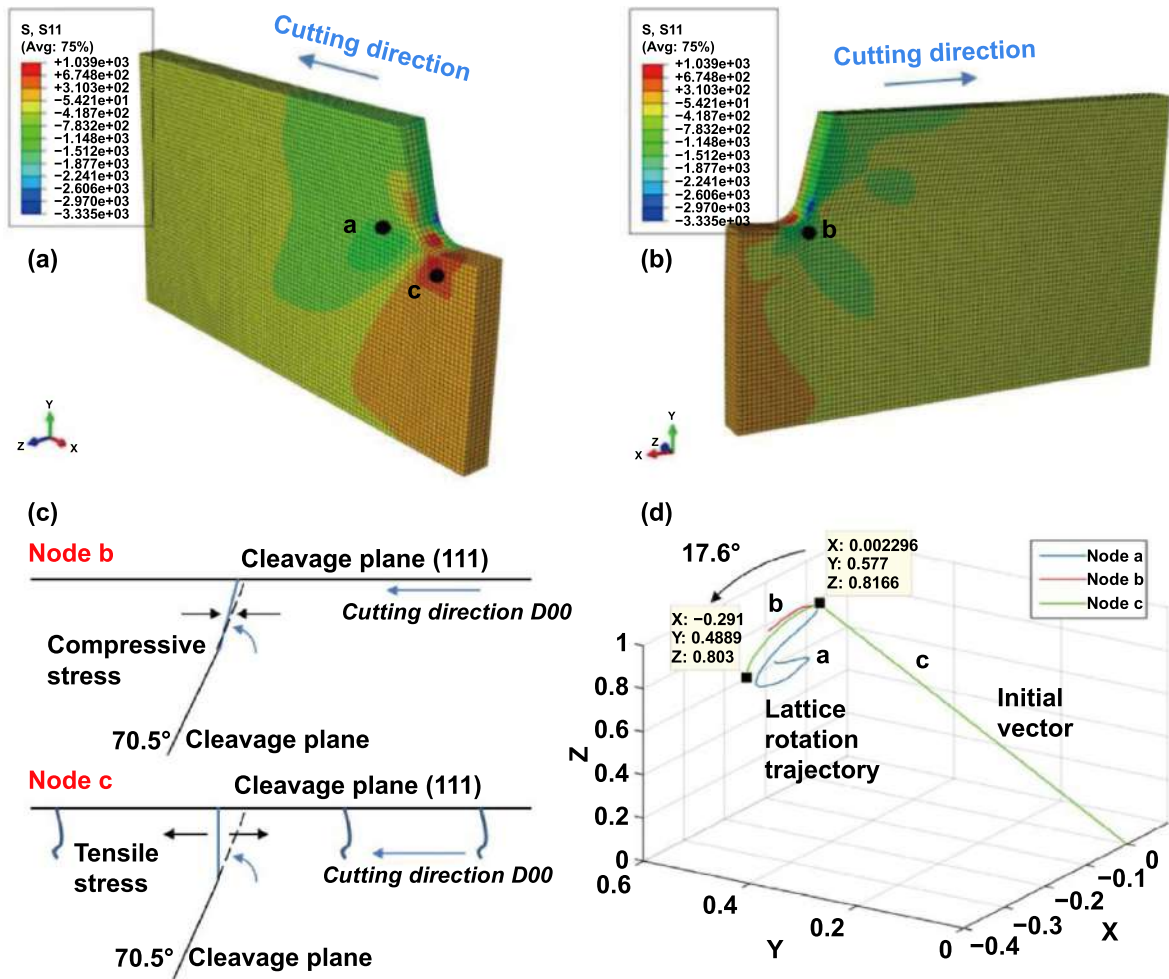 S, S11
(Avg: 75%)
+1.039e+03
+6.748e+02
+3.103e+02
−5.421e+01
−4.187e+02
−7.832e+02
−1.148e+03
−1.512e+03
−1.877e+03
−2.241e+03
−2.606e+03
−2.970e+03
−3.335e+03
Cutting direction
a
c
(a)
Y
Z
X
S, S11
(Avg: 75%)
+1.039e+03
+6.748e+02
+3.103e+02
−5.421e+01
−4.187e+02
−7.832e+02
−1.148e+03
−1.512e+03
−1.877e+03
−2.241e+03
−2.606e+03
−2.970e+03
−3.335e+03
Cutting direction
b
(b)
Y
Z
X
(c)
Node b
Cleavage plane (111)
Cutting direction D00
Compressive
stress
70.5° Cleavage plane
Node c
Cleavage plane (111)
Tensile
stress
Cutting direction D00
70.5° Cleavage plane
(d)
17.6°
X: 0.002296
Y: 0.577
Z: 0.8166
Node a
Node b
Node c
X: −0.291
Y: 0.4889
Z: 0.803
b
a
c
Lattice
rotation
trajectory
Initial
vector
Z
1
0.8
0.6
0.4
0.2
0
0.6
0.4
0.2
0
Y
−0.4
−0.3
−0.2
−0.1
0
X